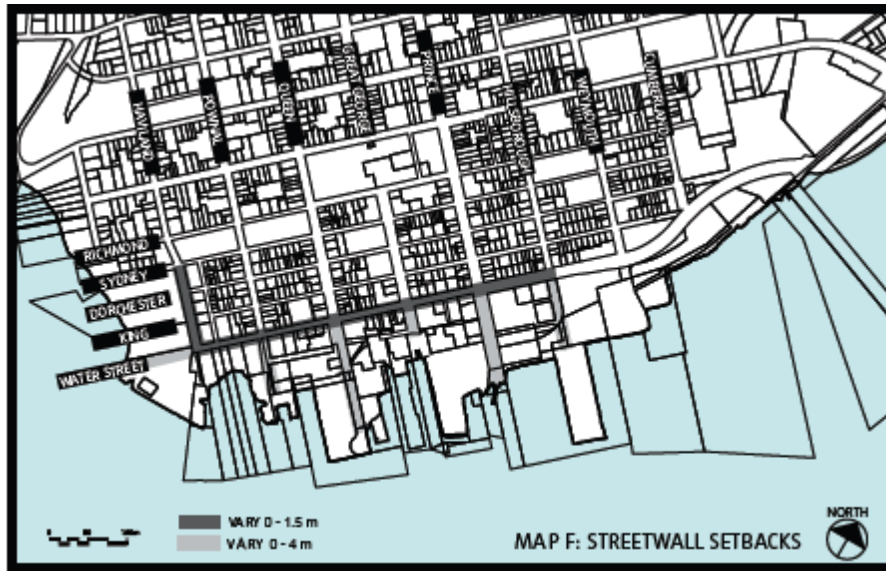 HAVILAND
POWNAL
QUEEN
GREAT GEORGE
PRINCE
HILLSBOROUGH
WEYMOUTH
CUMBERLAND
RICHMOND
SYDNEY
DORCHESTER
KING
WATER STREET
VARY 0 - 1.5 m
VARY 0 - 4 m
MAP F: STREETWALL SETBACKS
NORTH